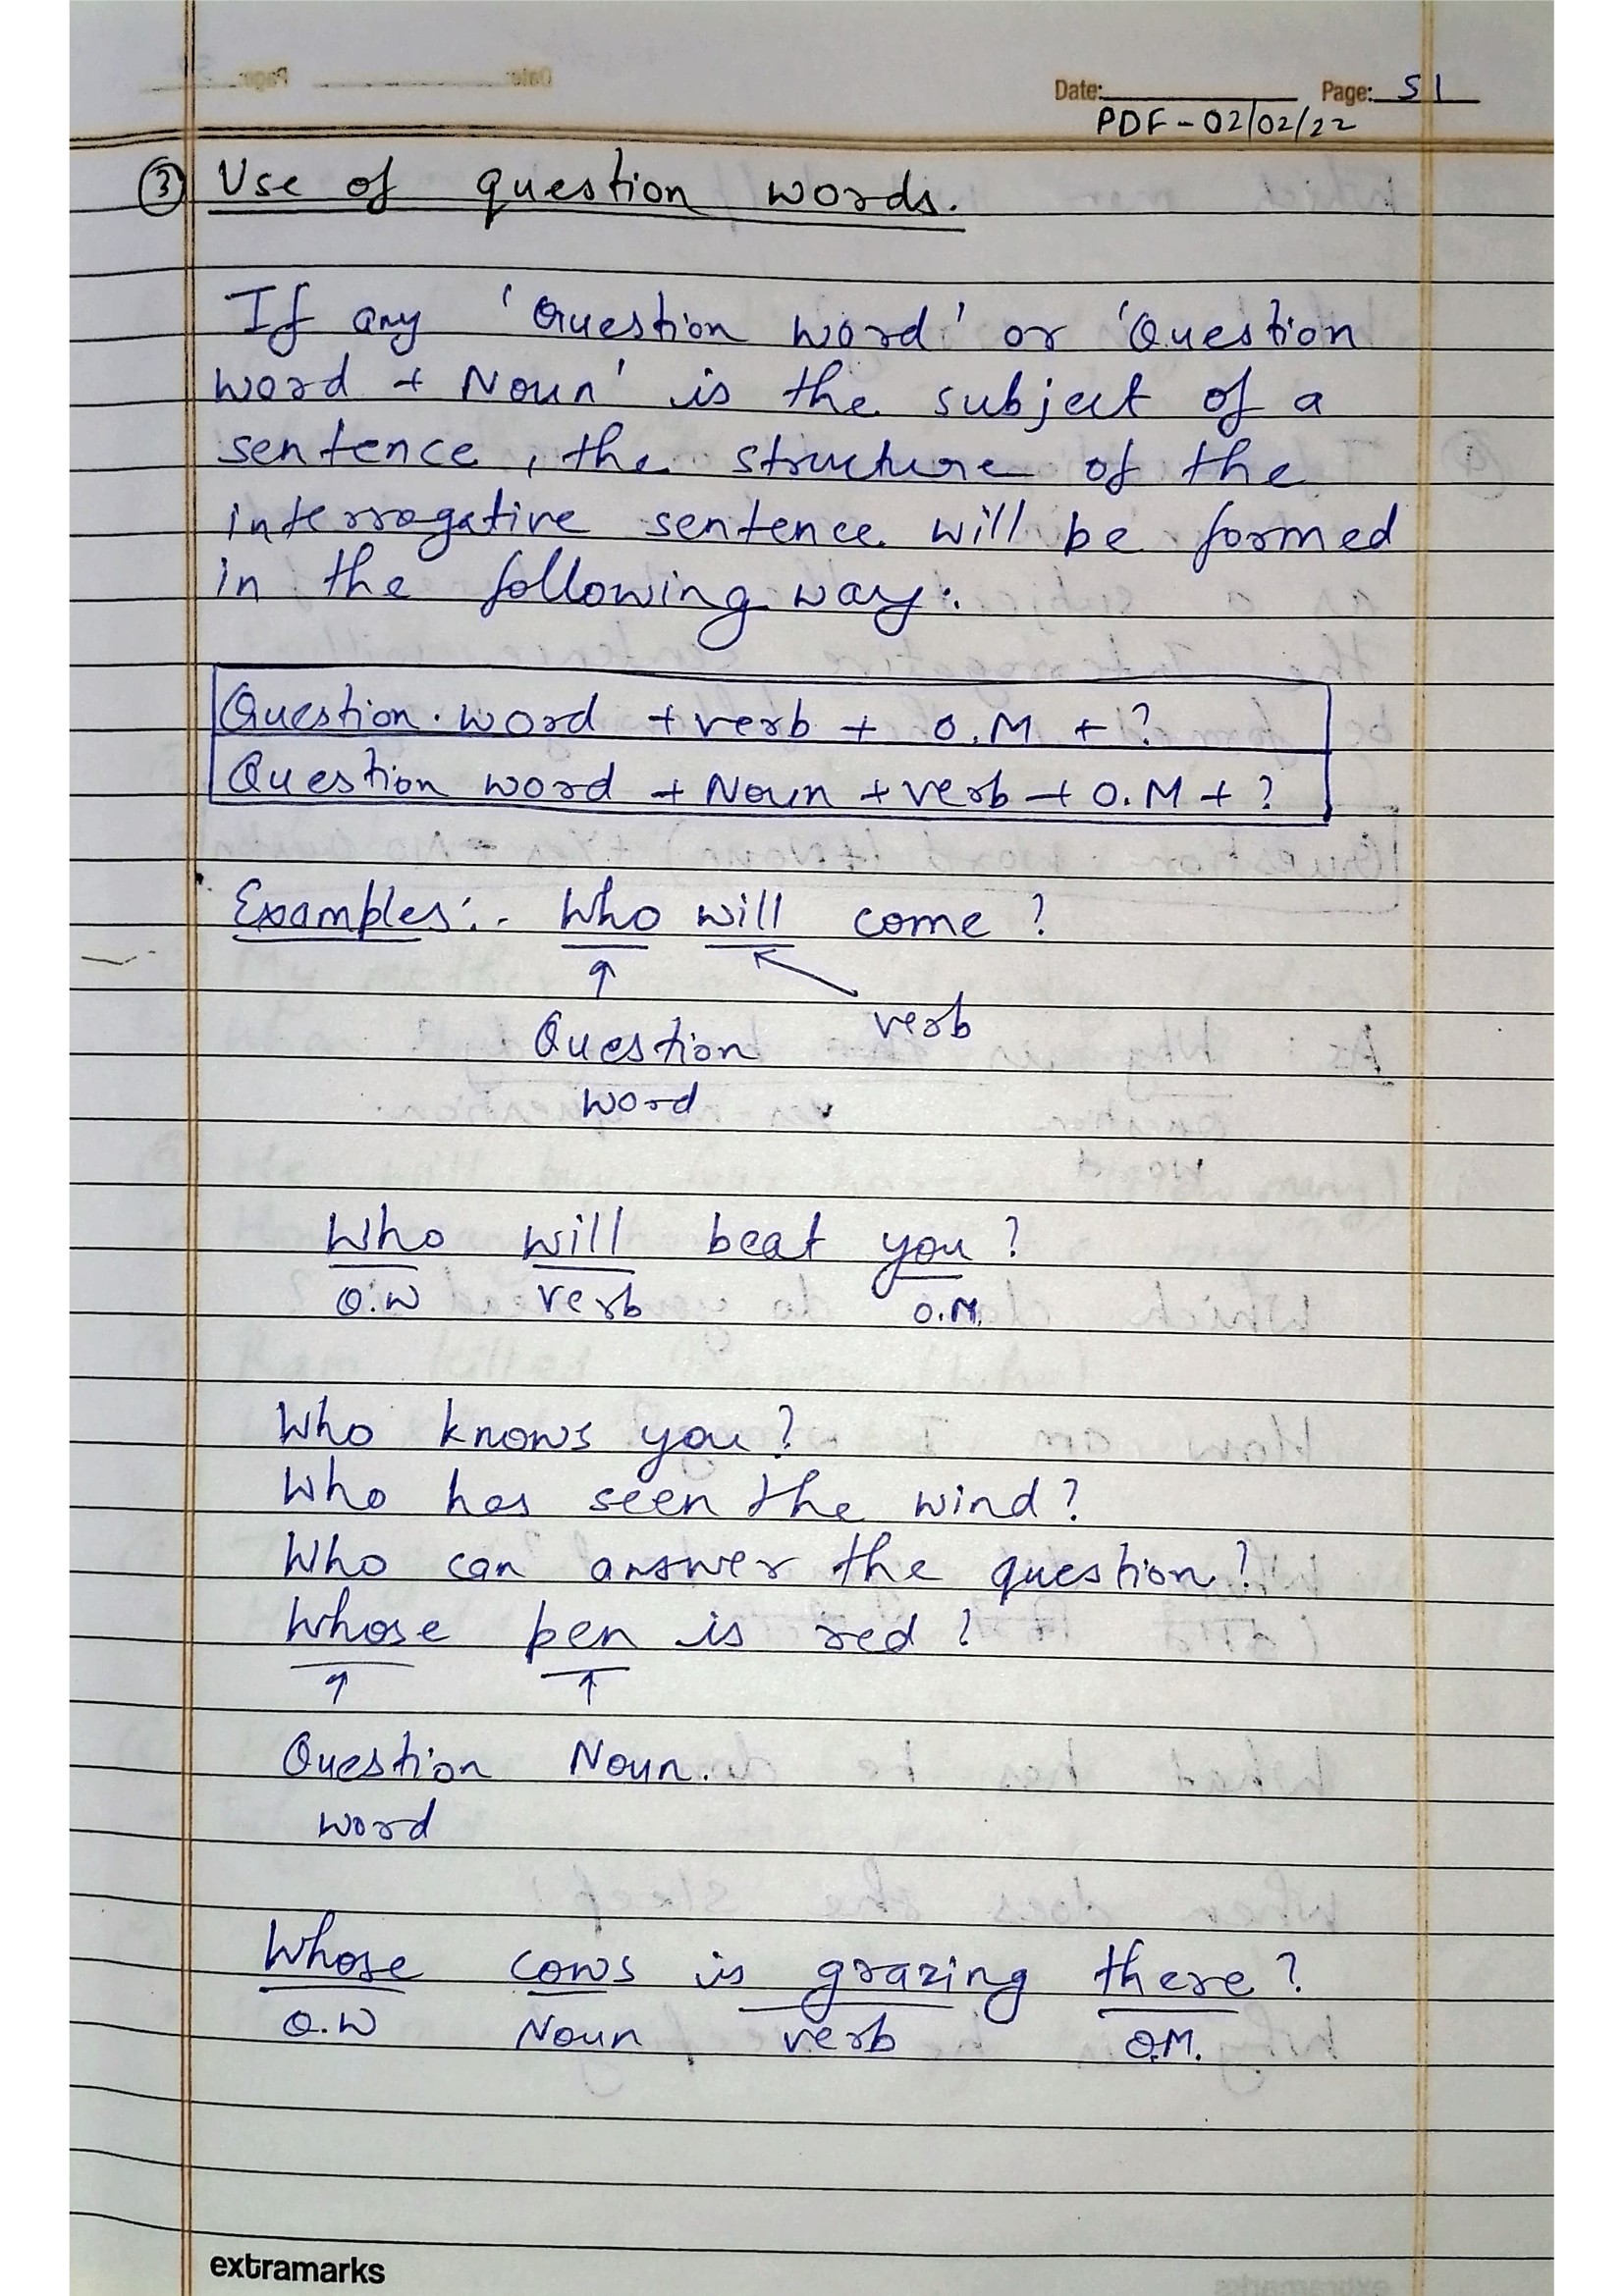 Date: Page: 51
PDF - 02/02/22
③ Use of question words.
If any 'Question word' or 'Question
word + Noun' is the subject of a
sentence, the structure of the
interrogative sentence will be formed
in the following way:
Question word + verb + O.M + ?
Question word + Noun + verb + O.M + ?
Examples:- Who will come ?
verb
Question
word
Who will beat you ?
Q.W verb O.M.
Who knows you ?
Who has seen the wind ?
Who can answer the question ?
Whose pen is red ?
Question Noun.
word
Whose cows is grazing there ?
Q.W Noun verb O.M.
extramarks